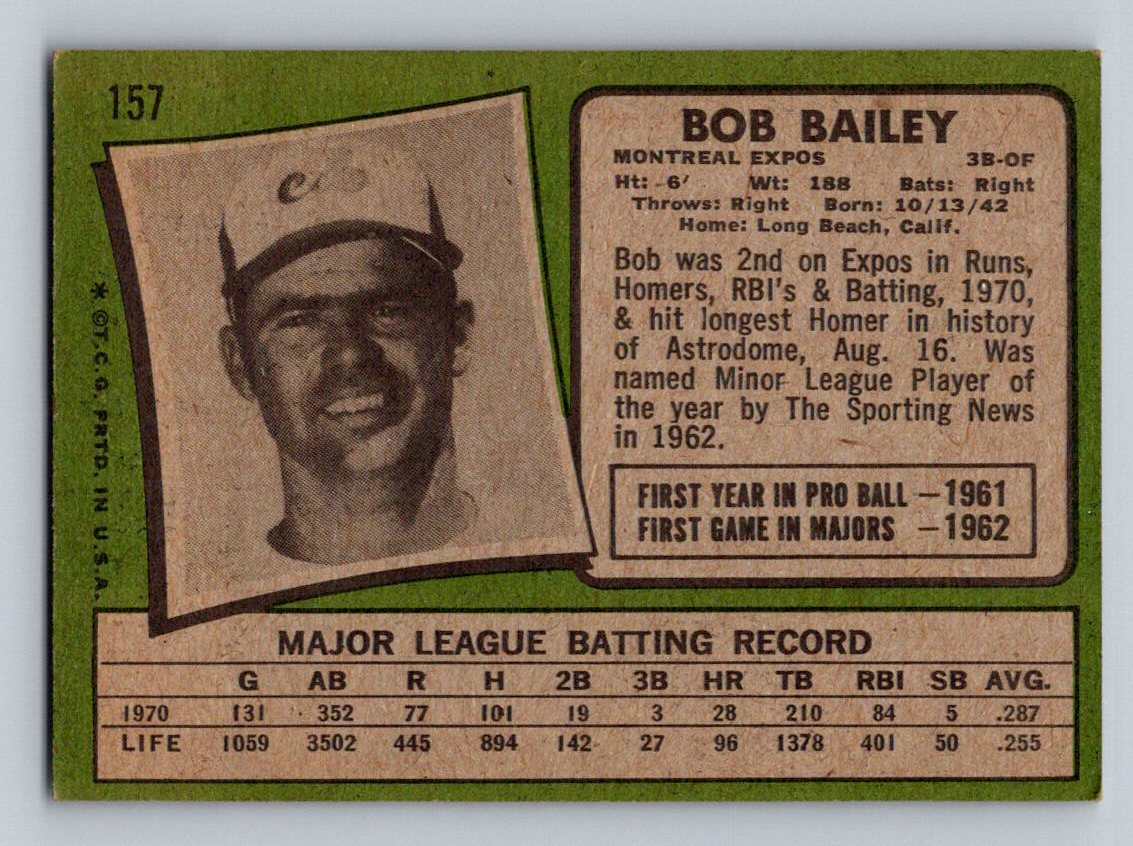 157
BOB BAILEY
MONTREAL EXPOS 3B-OF
Ht: 6' Wt: 188 Bats: Right
Throws: Right Born: 10/13/42
Home: Long Beach, Calif.
Bob was 2nd on Expos in Runs,
Homers, RBI's & Batting, 1970,
& hit longest Homer in history
of Astrodome, Aug. 16. Was
named Minor League Player of
the year by The Sporting News
in 1962.
FIRST YEAR IN PRO BALL —1961
FIRST GAME IN MAJORS —1962
*©T.C.G. PRTD. IN U.S.A.
MAJOR LEAGUE BATTING RECORD
G AB R H 2B 3B HR TB RBI SB AVG.
1970 131 352 77 101 19 3 28 210 84 5 .287
LIFE 1059 3502 445 894 142 27 96 1378 401 50 .255